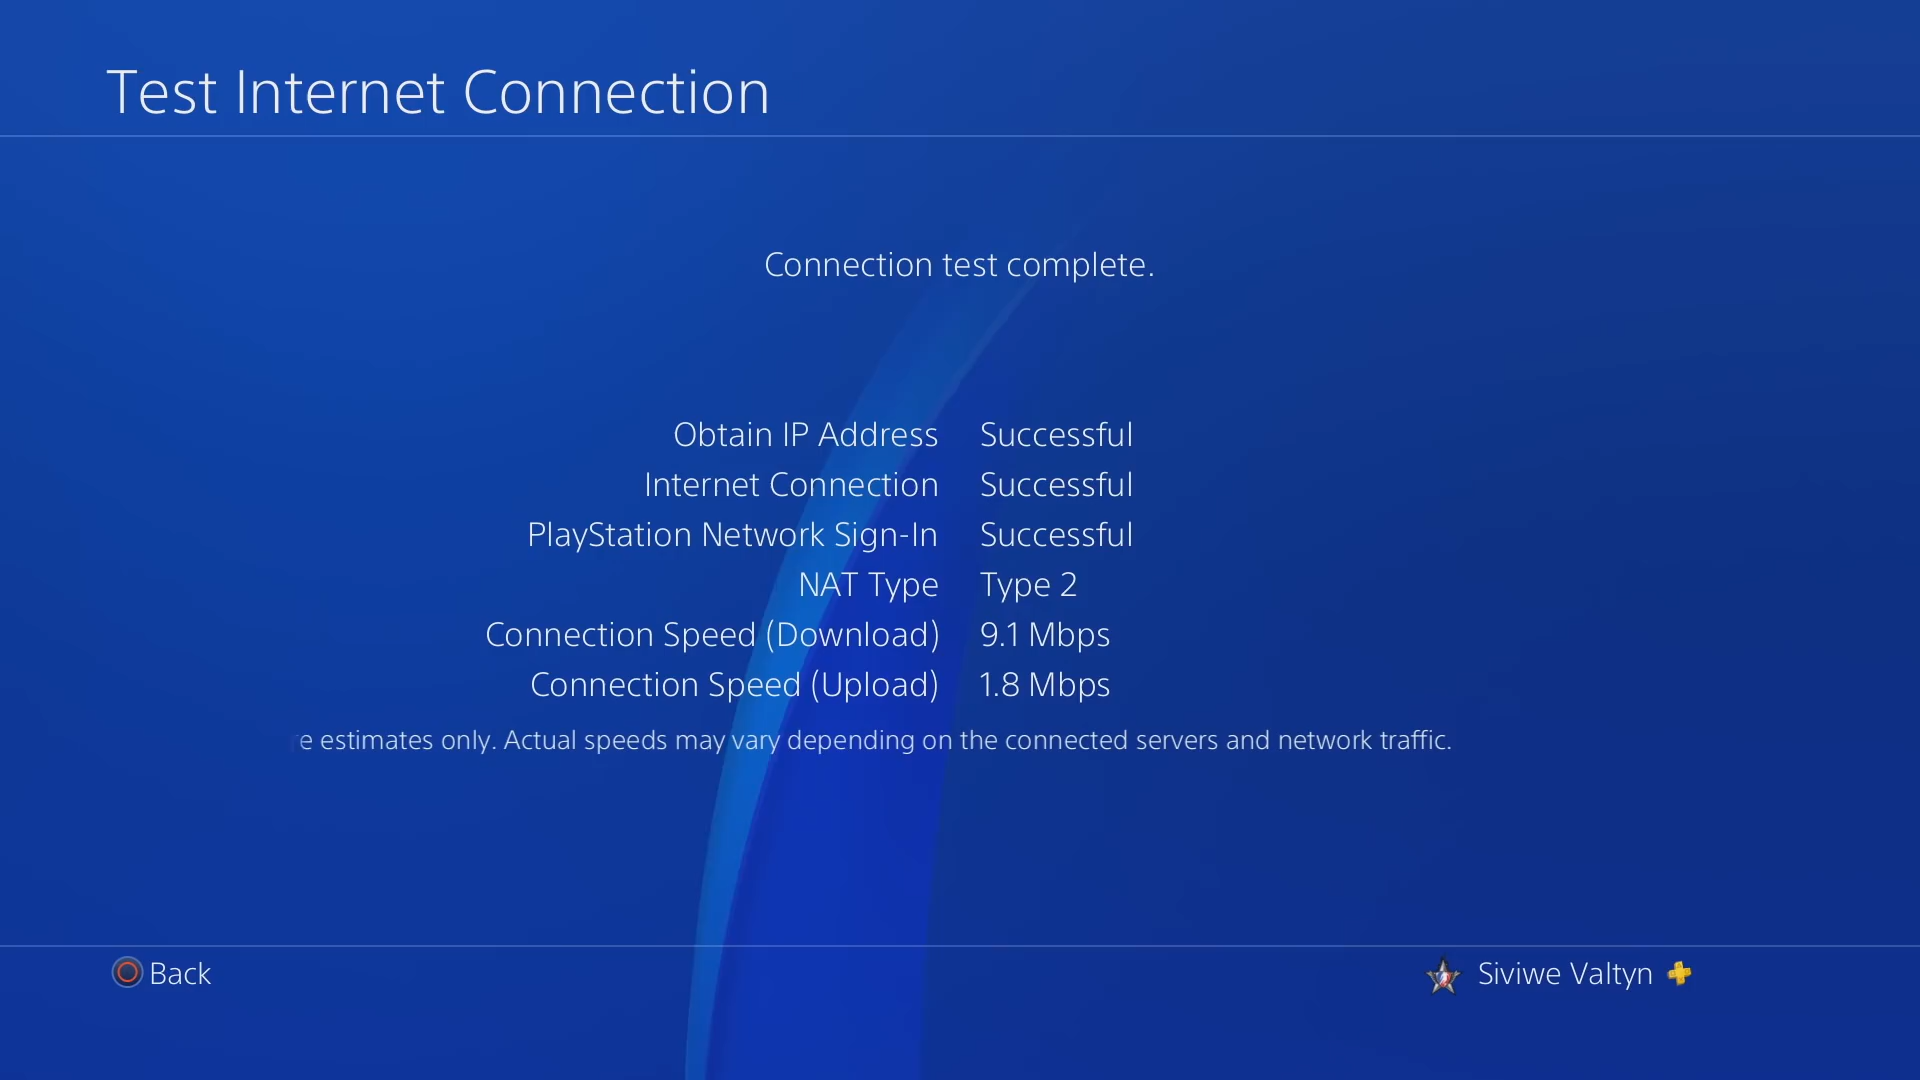 Test Internet Connection
Connection test complete.
Obtain IP Address Successful
Internet Connection Successful
PlayStation Network Sign-In Successful
NAT Type Type 2
Connection Speed (Download) 9.1 Mbps
Connection Speed (Upload) 1.8 Mbps
re estimates only. Actual speeds may vary depending on the connected servers and network traffic.
Back
Siviwe Valtyn